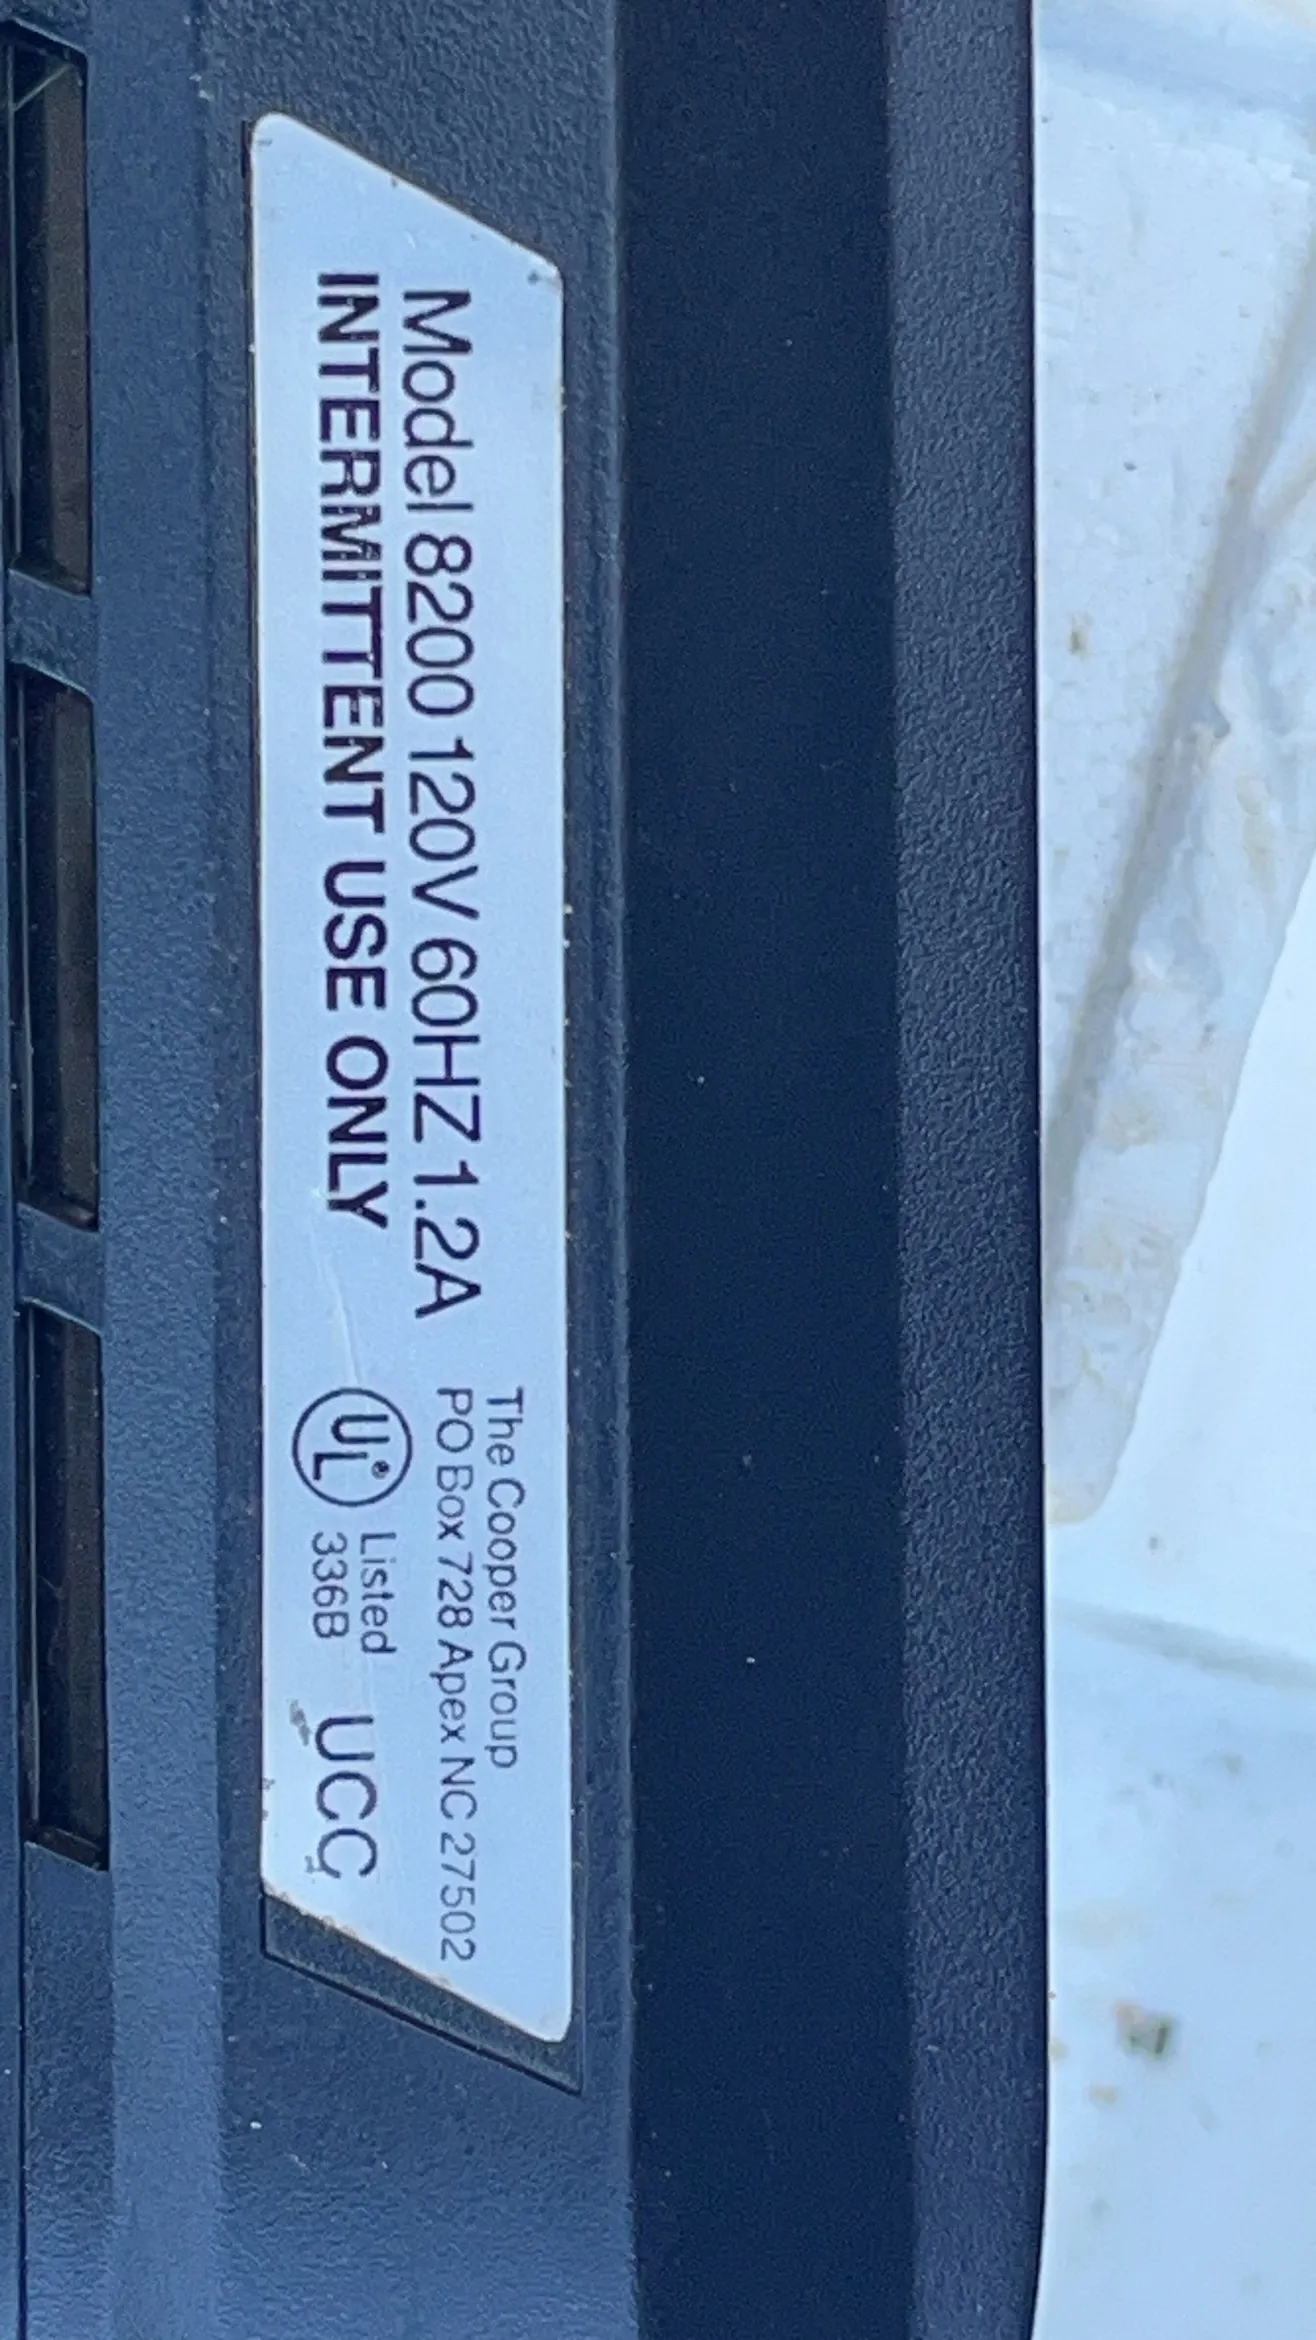 Model 8200 120V 60HZ 1.2A
INTERMITTENT USE ONLY
The Cooper Group
PO Box 728 Apex NC 27502
UL®
Listed
336B
UCG